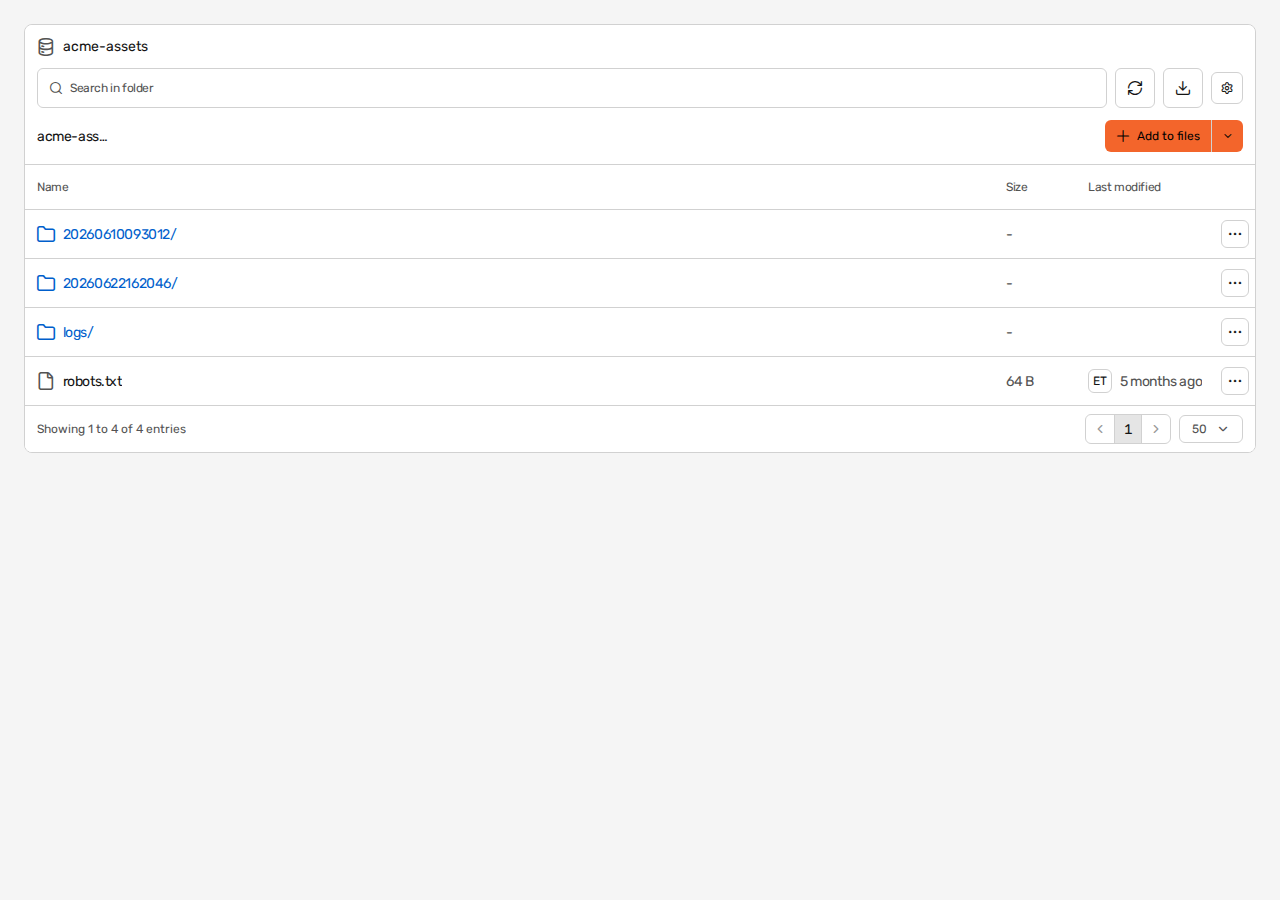 acme-assets
Search in folder
acme-ass...
Add to files
Name Size Last modified
20260610093012/ -
20260622162046/ -
logs/ -
robots.txt 64 B ET 5 months ago
Showing 1 to 4 of 4 entries 1 50